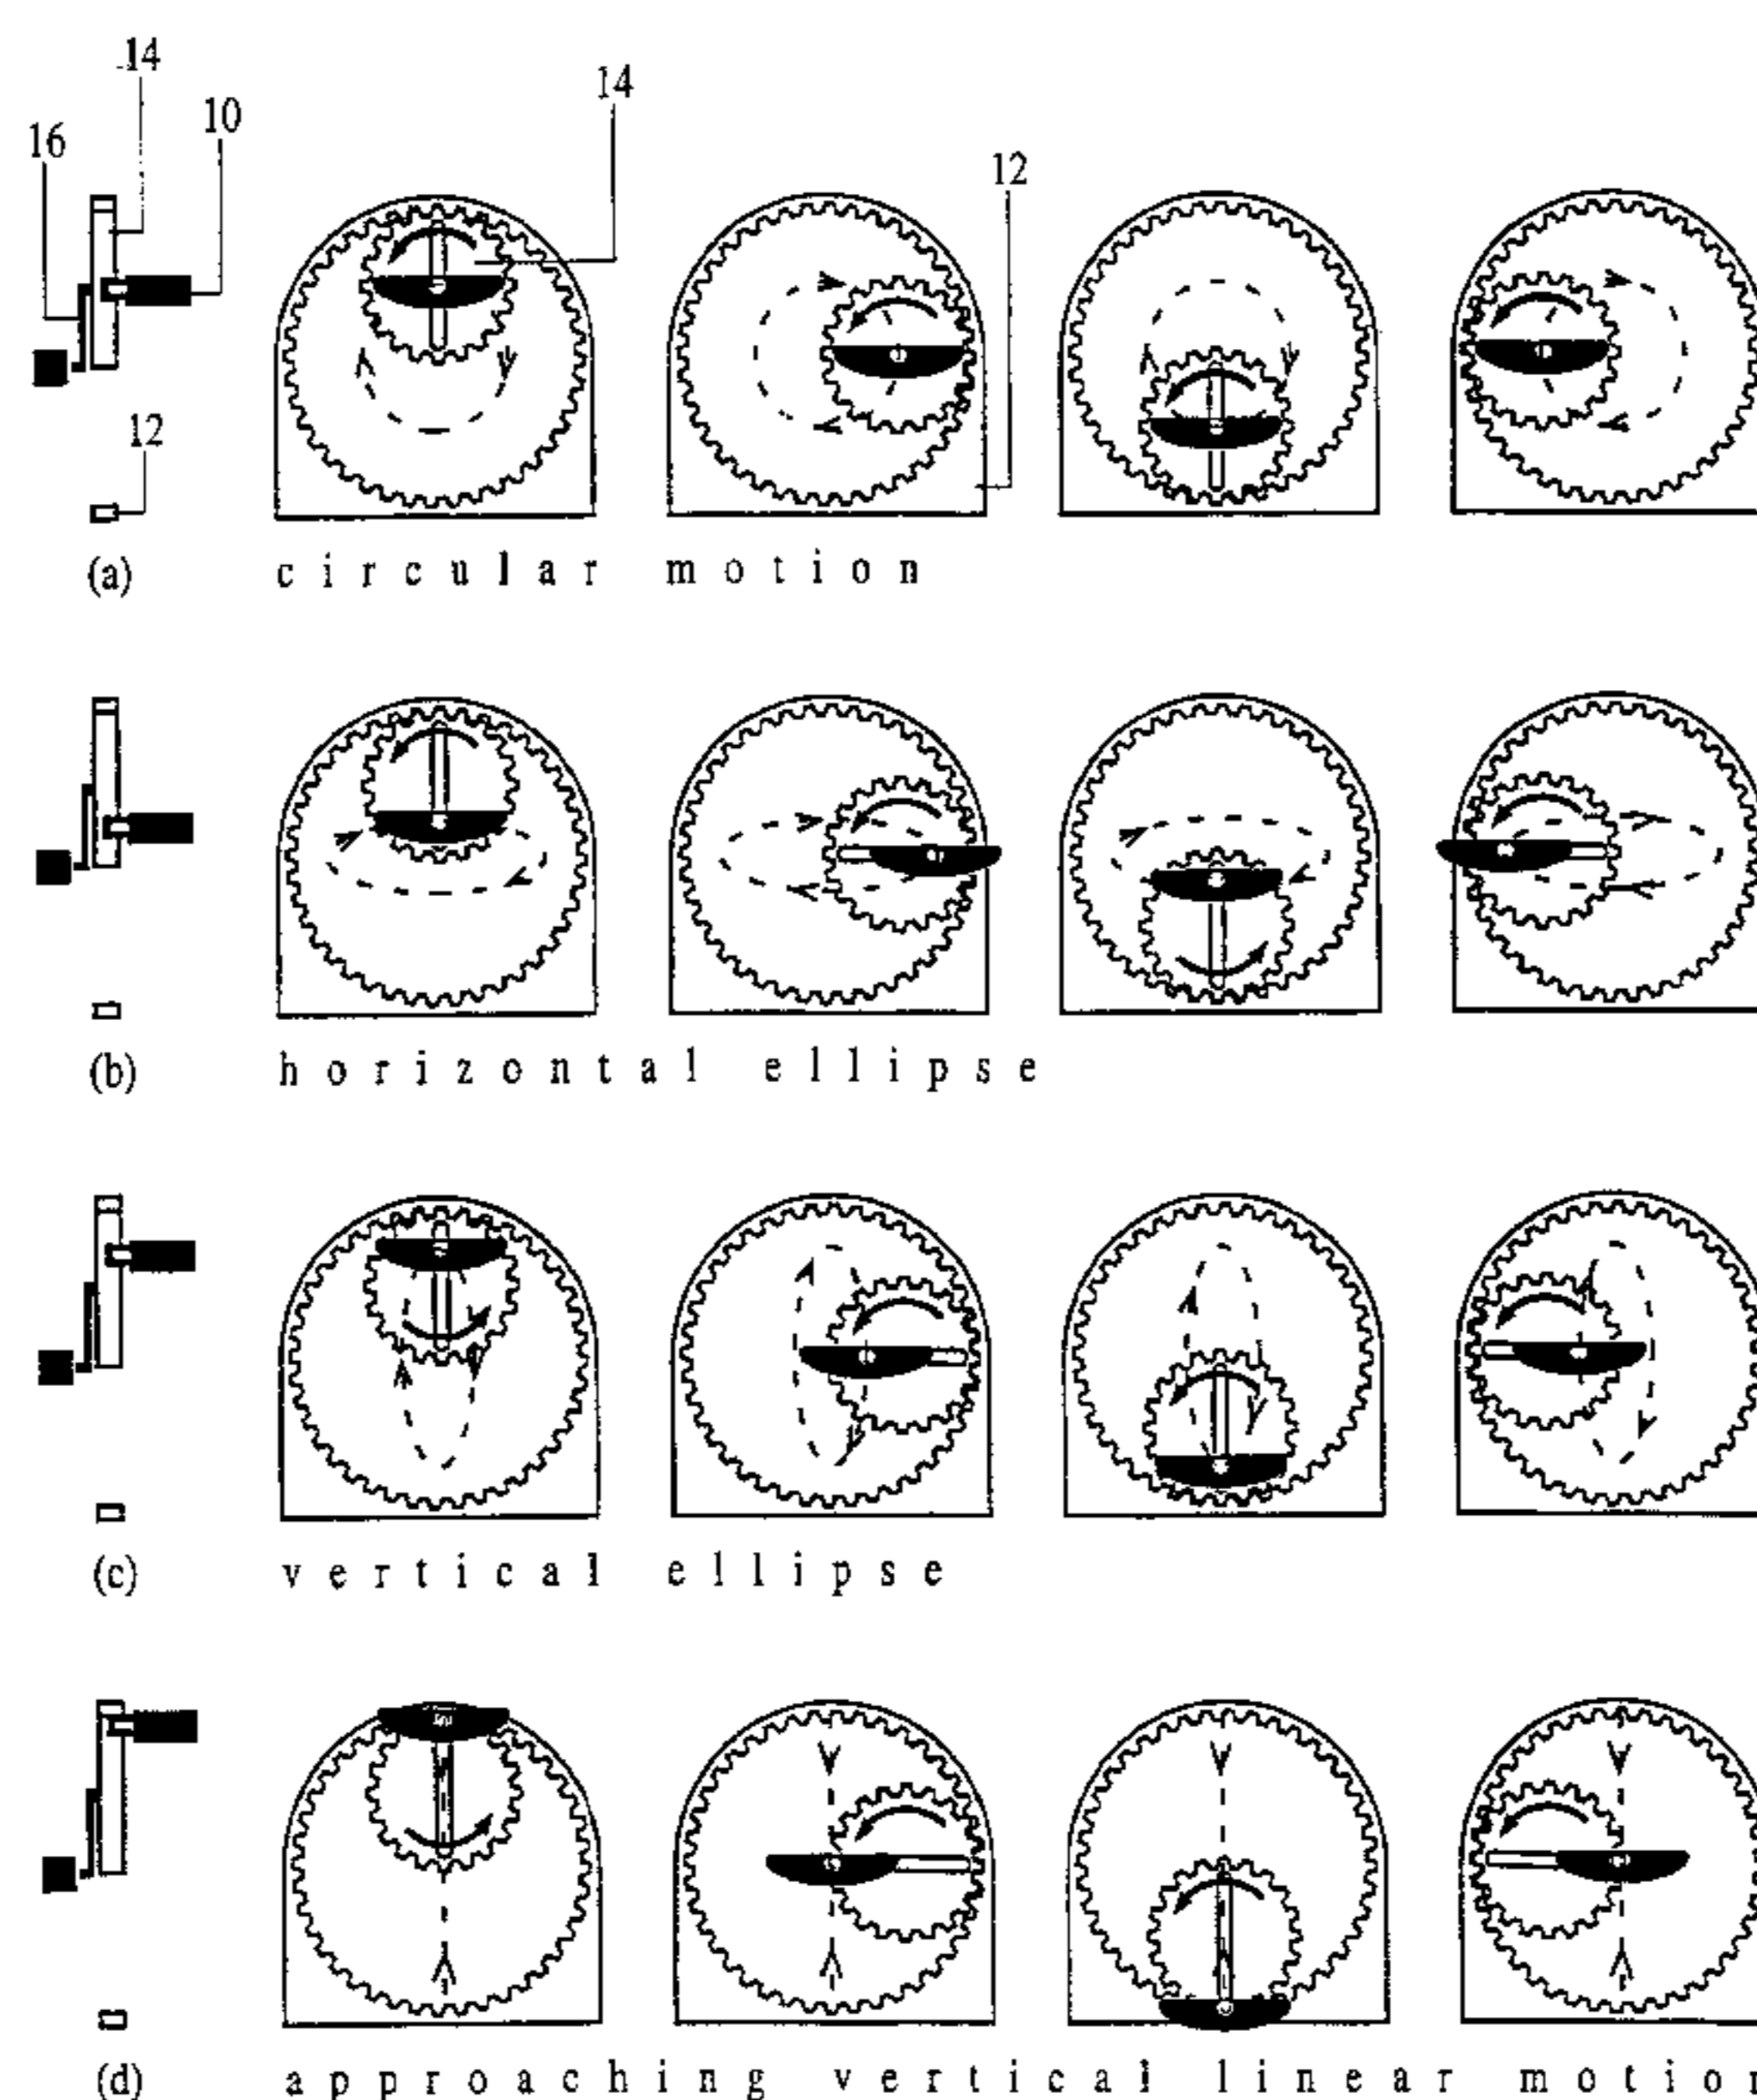 14
14
10
16
12
12
(a) circular motion
(b) horizontal ellipse
(c) vertical ellipse
(d) approaching vertical linear motion